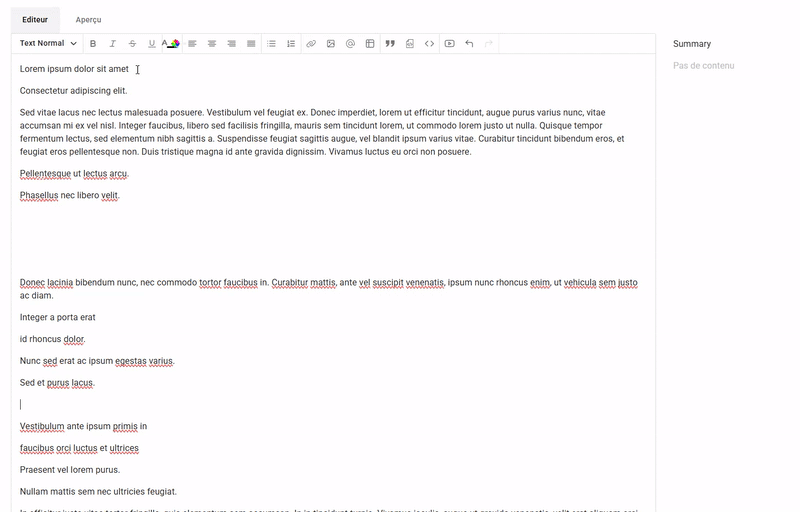 Editeur Aperçu
Text Normal B I S U A
Summary
Pas de contenu
Lorem ipsum dolor sit amet
Consectetur adipiscing elit.
Sed vitae lacus nec lectus malesuada posuere. Vestibulum vel feugiat ex. Donec imperdiet, lorem ut efficitur tincidunt, augue purus varius nunc, vitae
accumsan mi ex vel nisl. Integer faucibus, libero sed facilisis fringilla, mauris sem tincidunt lorem, ut commodo lorem justo ut nulla. Quisque tempor
fermentum lectus, sed elementum nibh sagittis a. Suspendisse feugiat sagittis augue, vel blandit ipsum varius vitae. Curabitur tincidunt bibendum eros, et
feugiat eros pellentesque non. Duis tristique magna id ante gravida dignissim. Vivamus luctus eu orci non posuere.
Pellentesque ut lectus arcu.
Phasellus nec libero velit.
Donec lacinia bibendum nunc, nec commodo tortor faucibus in. Curabitur mattis, ante vel suscipit venenatis, ipsum nunc rhoncus enim, ut vehicula sem justo
ac diam.
Integer a porta erat
id rhoncus dolor.
Nunc sed erat ac ipsum egestas varius.
Sed et purus lacus.
Vestibulum ante ipsum primis in
faucibus orci luctus et ultrices
Praesent vel lorem purus.
Nullam mattis sem nec ultricies feugiat.